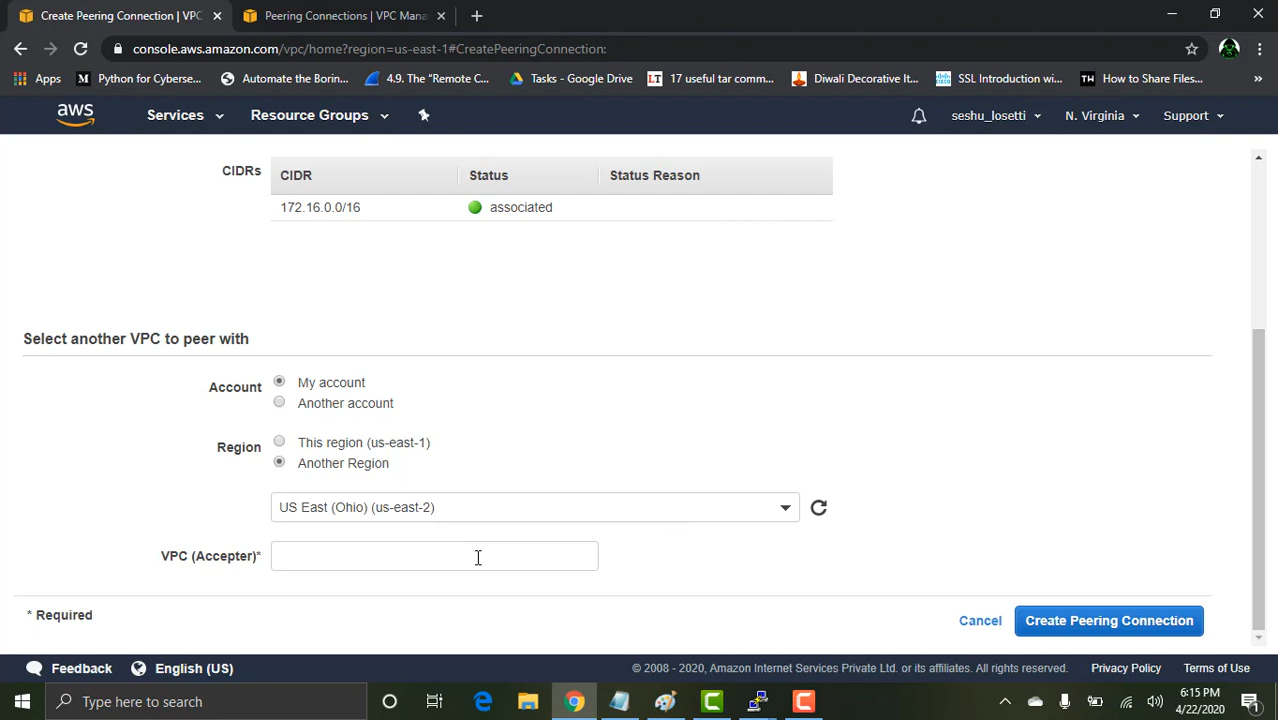 Create Peering Connection | VPC
Peering Connections | VPC Mana
console.aws.amazon.com/vpc/home?region=us-east-1#CreatePeeringConnection:
Apps
M Python for Cyberse...
Automate the Borin...
4.9. The "Remote C...
Tasks - Google Drive
LT 17 useful tar comm...
Diwali Decorative It...
SSL Introduction wi...
TW How to Share Files...
»
aws
Services
Resource Groups
seshu_losetti
N. Virginia
Support
CIDRs
CIDR Status Status Reason
172.16.0.0/16 associated
Select another VPC to peer with
Account
My account
Another account
Region
This region (us-east-1)
Another Region
US East (Ohio) (us-east-2)
VPC (Accepter)*
* Required
Cancel
Create Peering Connection
Feedback
English (US)
© 2008 - 2020, Amazon Internet Services Private Ltd. or its affiliates. All rights reserved.
Privacy Policy
Terms of Use
Type here to search
6:15 PM
4/22/2020
1